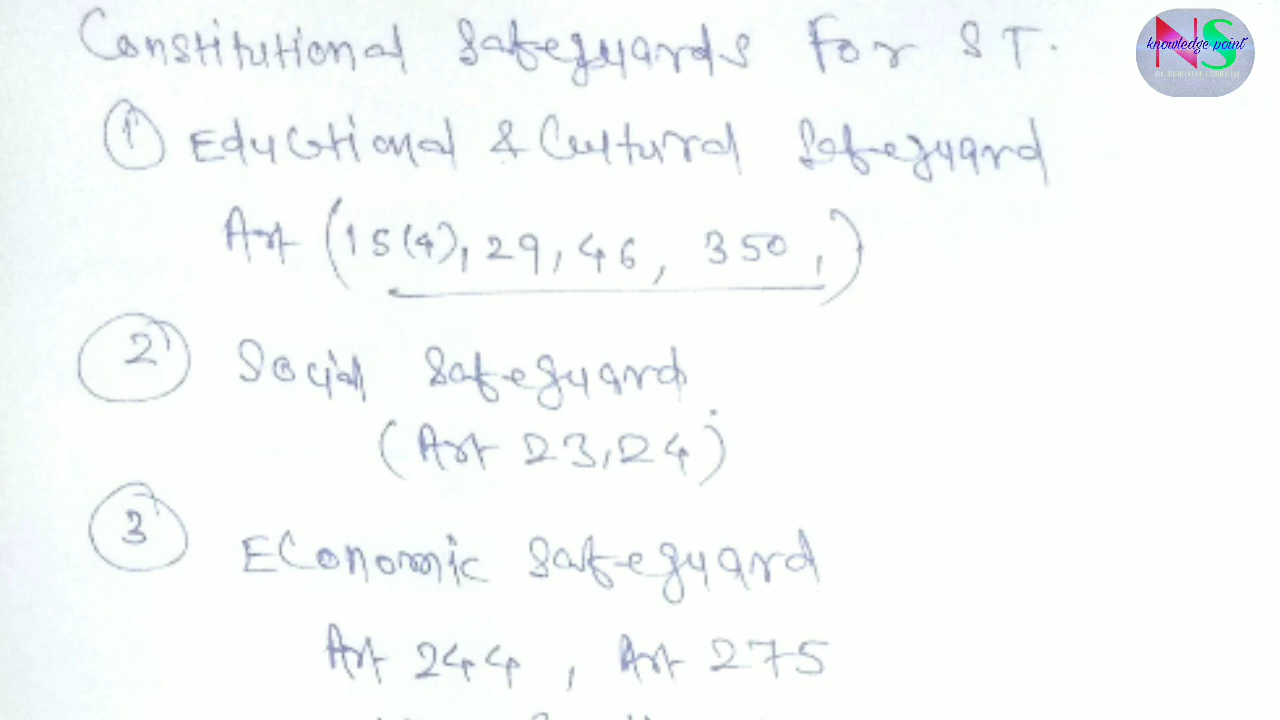 Constitutional Safeguards For ST.
1 Educational & Cultural Safeguard
Art (15(4), 29, 46, 350,)
2 Social Safeguard
(Art 23, 24)
3 Economic Safeguard
Art 244, Art 275
NS
knowledge point